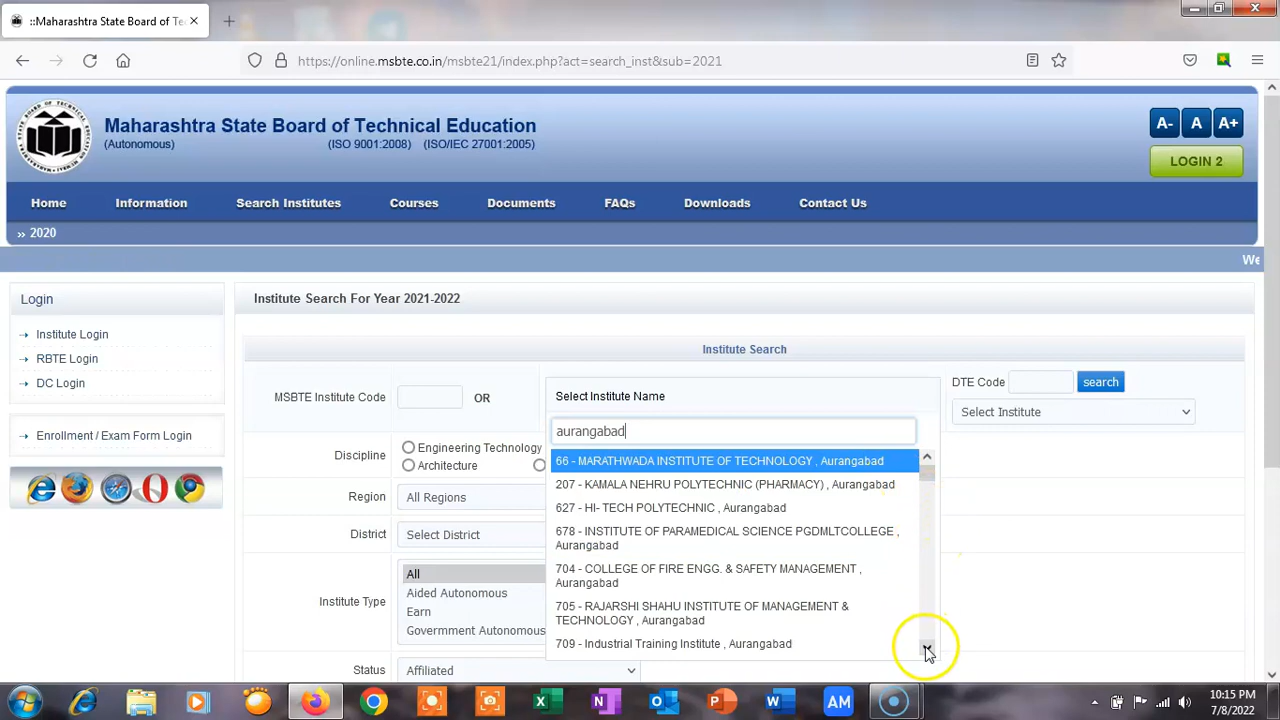 ::Maharashtra State Board of Te
https://online.msbte.co.in/msbte21/index.php?act=search_inst&sub=2021
Maharashtra State Board of Technical Education
(Autonomous) (ISO 9001:2008) (ISO/IEC 27001:2005)
A- A A+
LOGIN 2
Home Information Search Institutes Courses Documents FAQs Downloads Contact Us
›› 2020
We
Login
Institute Login
RBTE Login
DC Login
Enrollment / Exam Form Login
Institute Search For Year 2021-2022
Institute Search
MSBTE Institute Code OR
Select Institute Name
DTE Code search
Select Institute
aurangabad
66 - MARATHWADA INSTITUTE OF TECHNOLOGY , Aurangabad
207 - KAMALA NEHRU POLYTECHNIC (PHARMACY) , Aurangabad
627 - HI- TECH POLYTECHNIC , Aurangabad
678 - INSTITUTE OF PARAMEDICAL SCIENCE PGDMLTCOLLEGE ,
Aurangabad
704 - COLLEGE OF FIRE ENGG. & SAFETY MANAGEMENT ,
Aurangabad
705 - RAJARSHI SHAHU INSTITUTE OF MANAGEMENT &
TECHNOLOGY , Aurangabad
709 - Industrial Training Institute , Aurangabad
Discipline Engineering Technology
Architecture
Region All Regions
District Select District
Institute Type
All
Aided Autonomous
Earn
Govermment Autonomous
Status Affiliated
AM
10:15 PM
7/8/2022